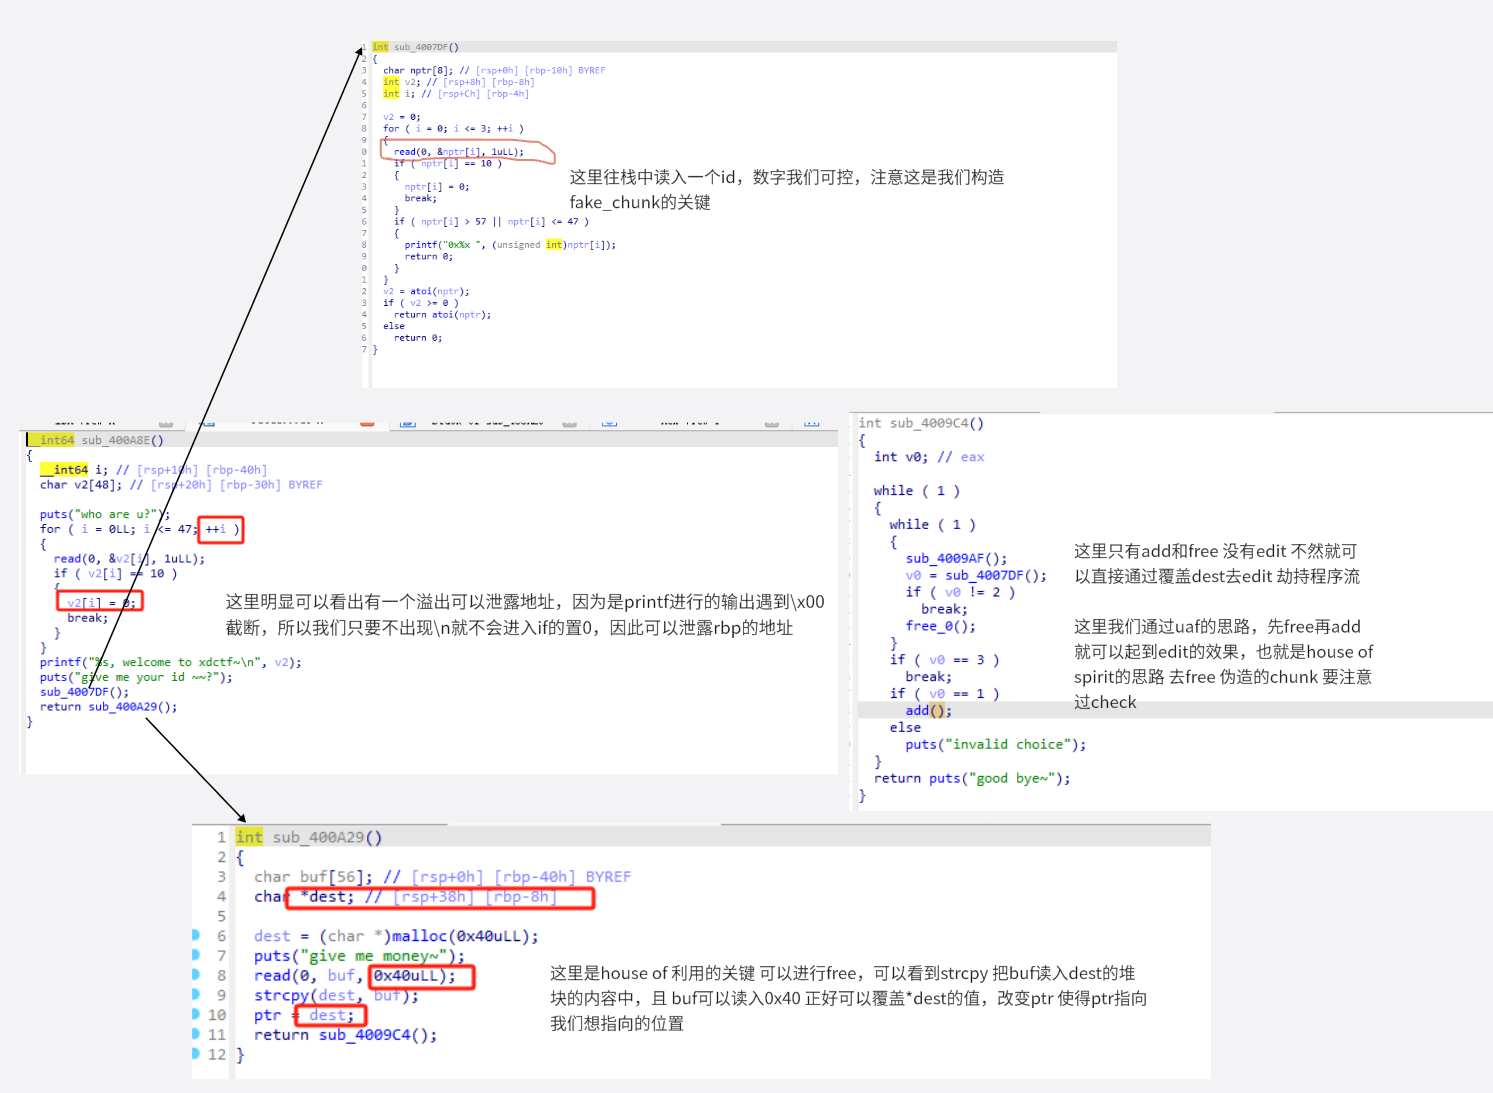 1 int sub_4007DF()
2 {
3 char nptr[8]; // [rsp+0h] [rbp-10h] BYREF
4 int v2; // [rsp+8h] [rbp-8h]
5 int i; // [rsp+Ch] [rbp-4h]
6
7 v2 = 0;
8 for ( i = 0; i <= 3; ++i )
9 {
0 read(0, &nptr[i], 1uLL);
1 if ( nptr[i] == 10 )
2 {
3 nptr[i] = 0;
4 break;
5 }
6 if ( nptr[i] > 57 || nptr[i] <= 47 )
7 {
8 printf("0x%x ", (unsigned int)nptr[i]);
9 return 0;
0 }
1 }
2 v2 = atoi(nptr);
3 if ( v2 >= 0 )
4 return atoi(nptr);
5 else
6 return 0;
7 }
这里往栈中读入一个id，数字我们可控，注意这是我们构造
fake_chunk的关键
__int64 sub_400A8E()
{
__int64 i; // [rsp+10h] [rbp-40h]
char v2[48]; // [rsp+20h] [rbp-30h] BYREF
puts("who are u?");
for ( i = 0LL; i <= 47; ++i )
{
read(0, &v2[i], 1uLL);
if ( v2[i] == 10 )
{
v2[i] = 0;
break;
}
}
printf("%s, welcome to xdctf~\n", v2);
puts("give me your id ~~?");
sub_4007DF();
return sub_400A29();
}
这里明显可以看出有一个溢出可以泄露地址，因为是printf进行的输出遇到\x00
截断，所以我们只要不出现\n就不会进入if的置0，因此可以泄露rbp的地址
int sub_4009C4()
{
int v0; // eax
while ( 1 )
{
while ( 1 )
{
sub_4009AF();
v0 = sub_4007DF();
if ( v0 != 2 )
break;
free_0();
}
if ( v0 == 3 )
break;
if ( v0 == 1 )
add();
else
puts("invalid choice");
}
return puts("good bye~");
}
这里只有add和free 没有edit 不然就可
以直接通过覆盖dest去edit 劫持程序流
这里我们通过uaf的思路，先free再add
就可以起到edit的效果，也就是house of
spirit的思路 去free 伪造的chunk 要注意
过check
1 int sub_400A29()
2 {
3 char buf[56]; // [rsp+0h] [rbp-40h] BYREF
4 char *dest; // [rsp+38h] [rbp-8h]
5
6 dest = (char *)malloc(0x40uLL);
7 puts("give me money~");
8 read(0, buf, 0x40uLL);
9 strcpy(dest, buf);
10 ptr = dest;
11 return sub_4009C4();
12 }
这里是house of 利用的关键 可以进行free，可以看到strcpy 把buf读入dest的堆
块的内容中，且 buf可以读入0x40 正好可以覆盖*dest的值，改变ptr 使得ptr指向
我们想指向的位置